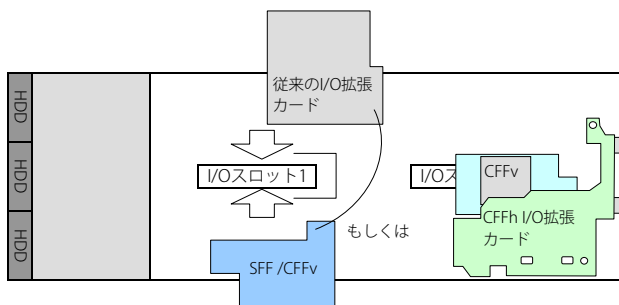 従来のI/O拡張
カード
HDD
HDD
HDD
I/Oスロット1
I/Oス
CFFv
CFFh I/O拡張
カード
もしくは
SFF /CFFv